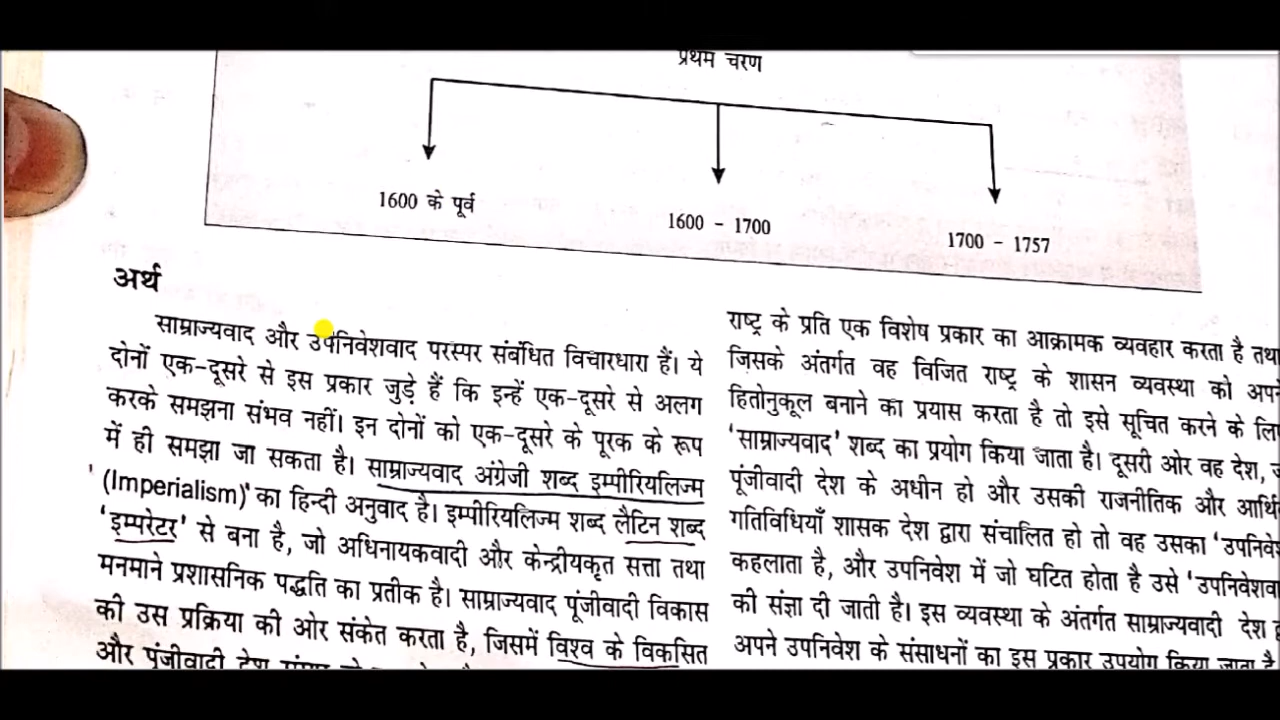 प्रथम चरण
1600 के पूर्व
1600 - 1700
1700 - 1757
अर्थ
साम्राज्यवाद और उपनिवेशवाद परस्पर संबंधित विचारधारा हैं। ये
दोनों एक-दूसरे से इस प्रकार जुड़े हैं कि इन्हें एक-दूसरे से अलग
करके समझना संभव नहीं। इन दोनों को एक-दूसरे के पूरक के रूप
में ही समझा जा सकता है। साम्राज्यवाद अंग्रेजी शब्द इम्पीरियलिज्म
(Imperialism) का हिन्दी अनुवाद है। इम्पीरियलिज्म शब्द लैटिन शब्द
'इम्परेटर' से बना है, जो अधिनायकवादी और केन्द्रीयकृत सत्ता तथा
मनमाने प्रशासनिक पद्धति का प्रतीक है। साम्राज्यवाद पूंजीवादी विकास
की उस प्रक्रिया की ओर संकेत करता है, जिसमें विश्व के विकसित
और पूंजीवादी देश
राष्ट्र के प्रति एक विशेष प्रकार का आक्रामक व्यवहार करता है तथा
जिसके अंतर्गत वह विजित राष्ट्र के शासन व्यवस्था को
हितोनुकूल बनाने का प्रयास करता है तो इसे सूचित करने के
'साम्राज्यवाद' शब्द का प्रयोग किया जाता है। दूसरी ओर वह देश,
पूंजीवादी देश के अधीन हो और उसकी राजनीतिक और
गतिविधियाँ शासक देश द्वारा संचालित हो तो वह उसका
कहलाता है, और उपनिवेश में जो घटित होता है उसे
की संज्ञा दी जाती है। इस व्यवस्था के अंतर्गत साम्राज्यवादी देश
अपने उपनिवेश के संसाधनों का इस प्रकार उपयोग किया जाता है